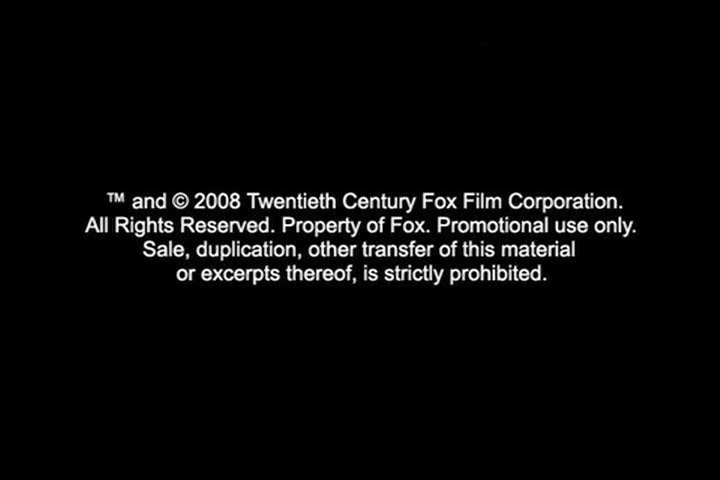 ™ and © 2008 Twentieth Century Fox Film Corporation.
All Rights Reserved. Property of Fox. Promotional use only.
Sale, duplication, other transfer of this material
or excerpts thereof, is strictly prohibited.